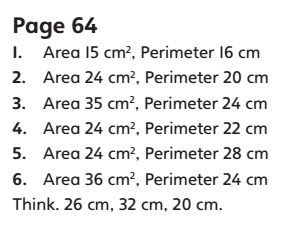 Page 64
1. Area 15 cm², Perimeter 16 cm
2. Area 24 cm², Perimeter 20 cm
3. Area 35 cm², Perimeter 24 cm
4. Area 24 cm², Perimeter 22 cm
5. Area 24 cm², Perimeter 28 cm
6. Area 36 cm², Perimeter 24 cm
Think. 26 cm, 32 cm, 20 cm.